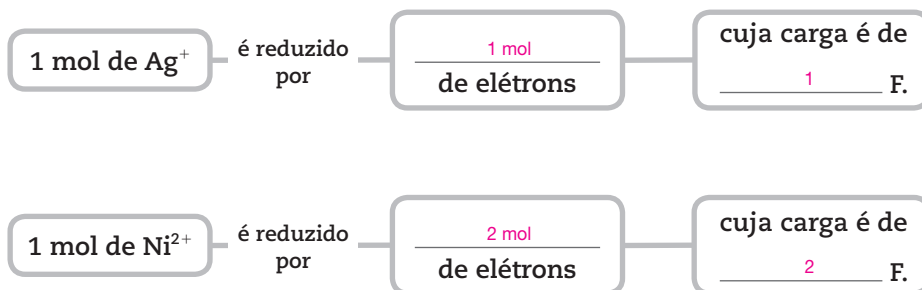 1 mol de Ag⁺
é reduzido
por
1 mol
de elétrons
cuja carga é de
1 F.
1 mol de Ni²⁺
é reduzido
por
2 mol
de elétrons
cuja carga é de
2 F.